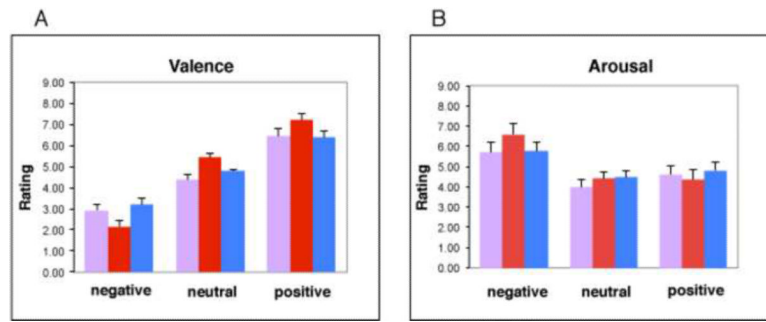 A
Valence
Rating
9.00
8.00
7.00
6.00
5.00
4.00
3.00
2.00
1.00
0.00
negative neutral positive
B
Arousal
Rating
9.00
8.00
7.00
6.00
5.00
4.00
3.00
2.00
1.00
0.00
negative neutral positive